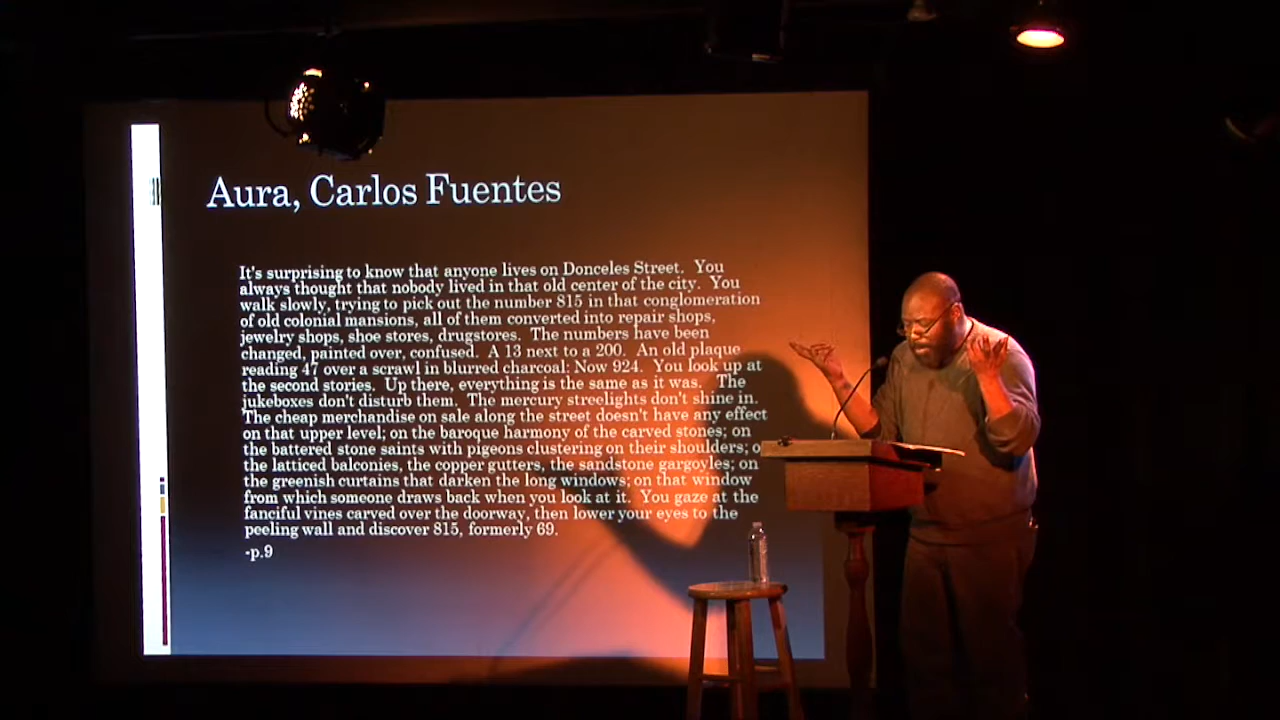 Aura, Carlos Fuentes
It's surprising to know that anyone lives on Donceles Street. You
always thought that nobody lived in that old center of the city. You
walk slowly, trying to pick out the number 815 in that conglomeration
of old colonial mansions, all of them converted into repair shops,
jewelry shops, shoe stores, drugstores. The numbers have been
changed, painted over, confused. A 13 next to a 200. An old plaque
reading 47 over a scrawl in blurred charcoal: Now 924. You look up at
the second stories. Up there, everything is the same as it was. The
jukeboxes don't disturb them. The mercury streetlights don't shine in.
The cheap merchandise on sale along the street doesn't have any effect
on that upper level; on the baroque harmony of the carved stones; on
the battered stone saints with pigeons clustering on their shoulders;
the latticed balconies, the copper gutters, the sandstone gargoyles; on
the greenish curtains that darken the long windows; on that window
from which someone draws back when you look at it. You gaze at the
fanciful vines carved over the doorway, then lower your eyes to the
peeling wall and discover 815, formerly 69.
-p.9